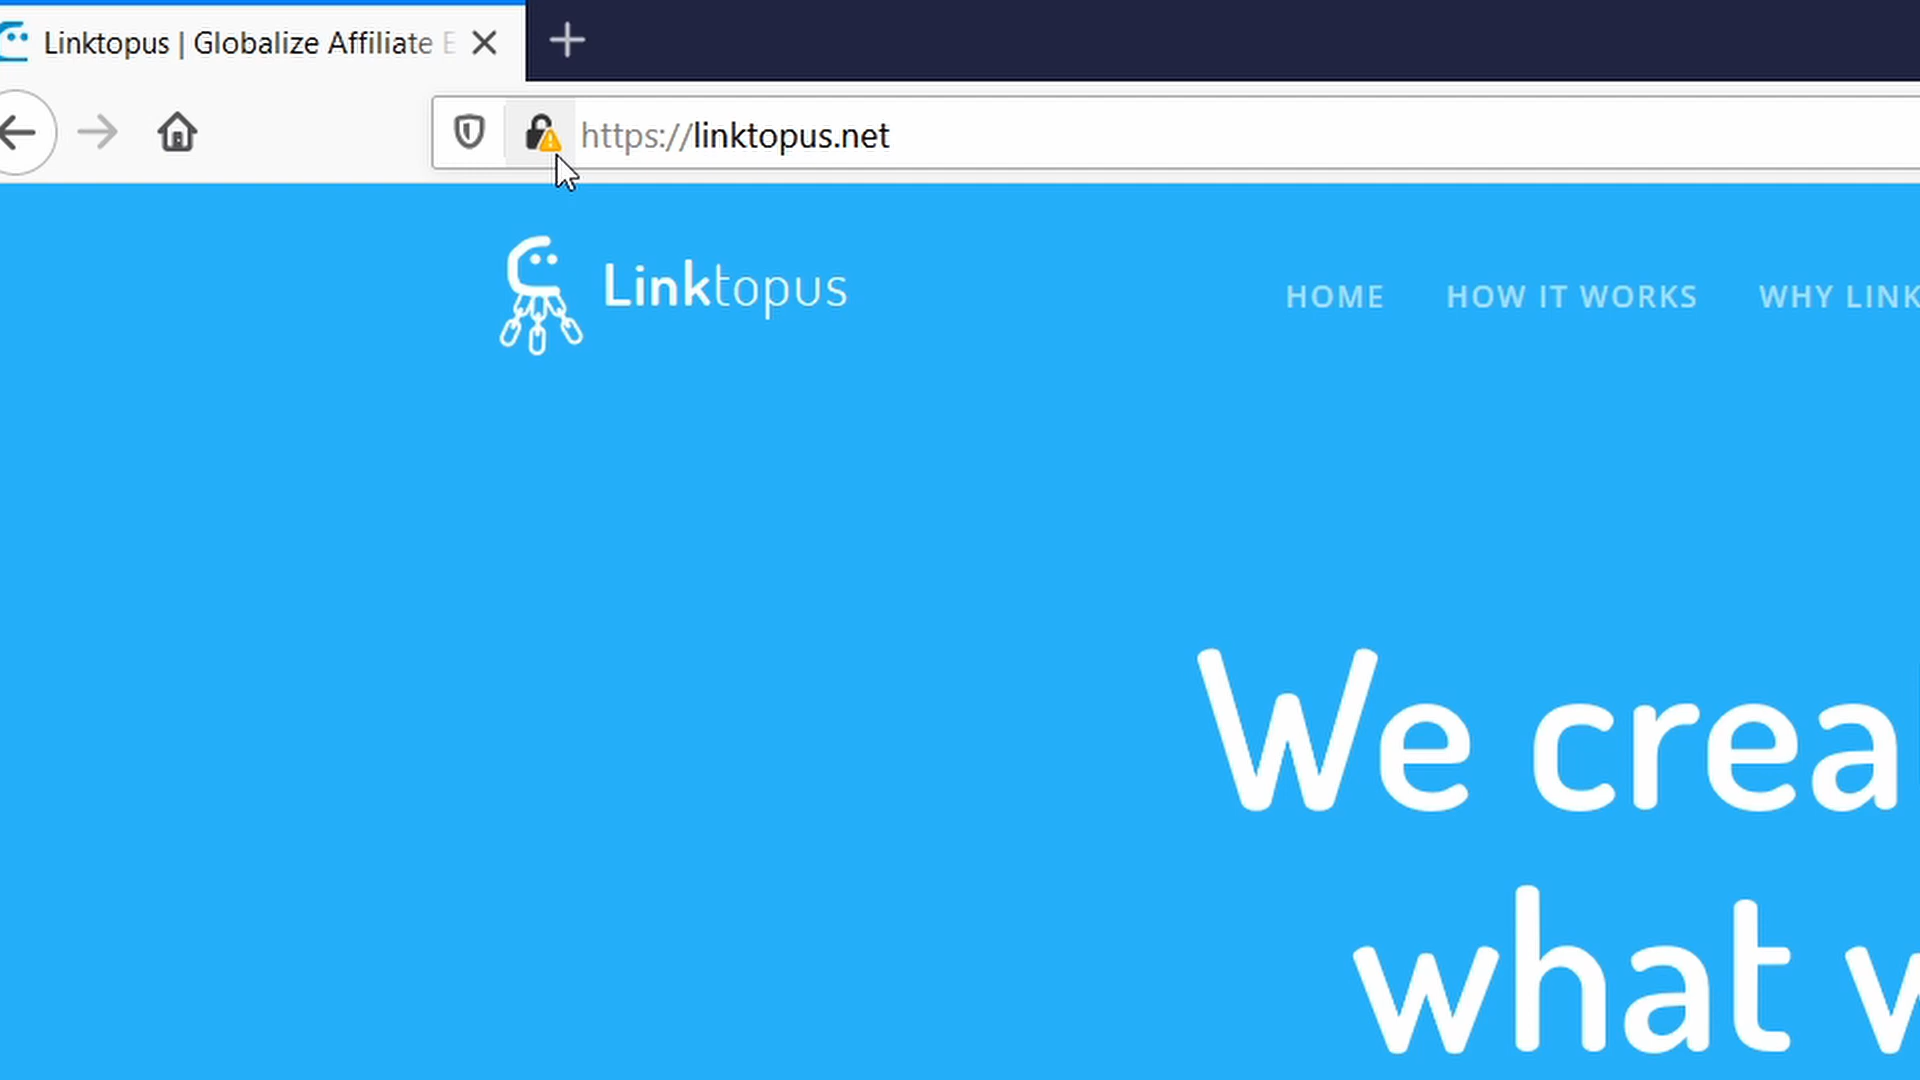 Linktopus | Globalize Affiliate E
https://linktopus.net
Linktopus
HOME HOW IT WORKS WHY LINK
We crea
what w